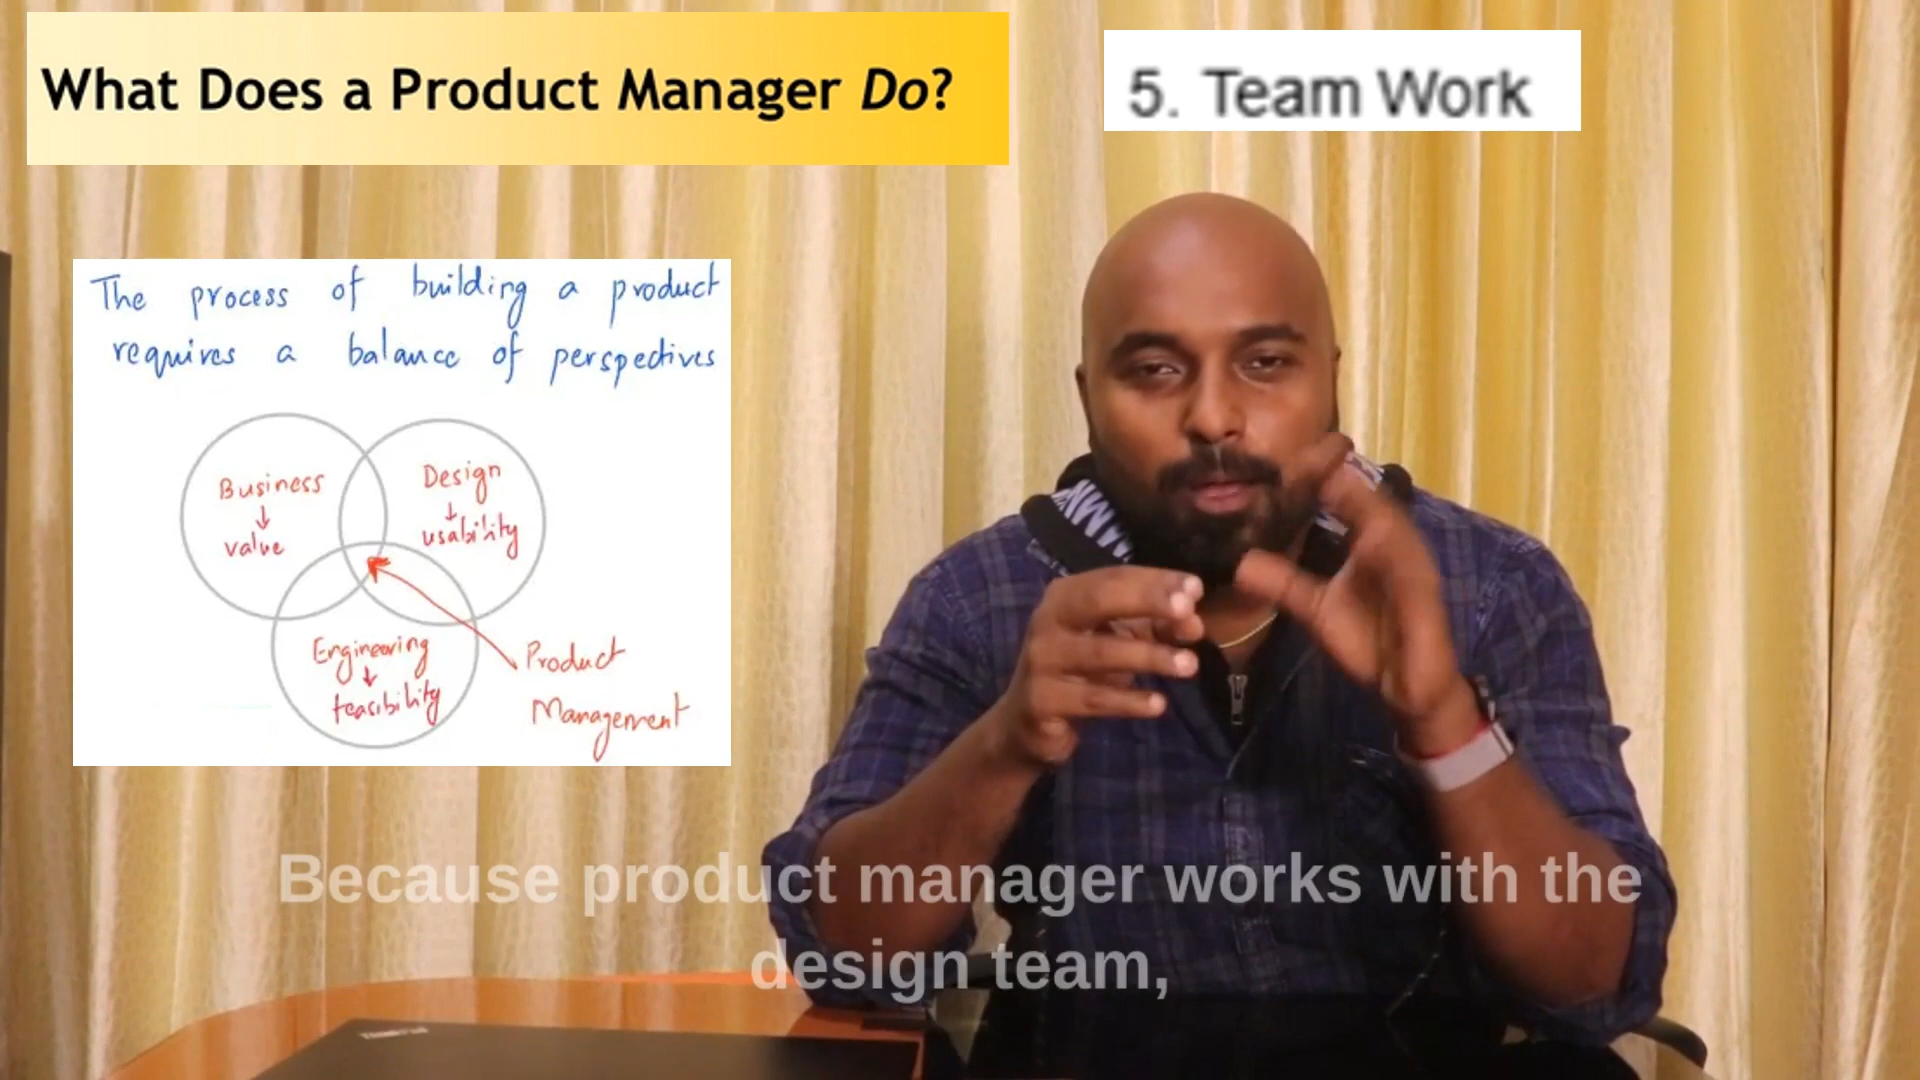 What Does a Product Manager Do?
5. Team Work
The process of building a product
requires a balance of perspectives
Business
↓
value
Design
↓
usability
Engineering
↓
feasibility
Product
Management
Because product manager works with the
design team,